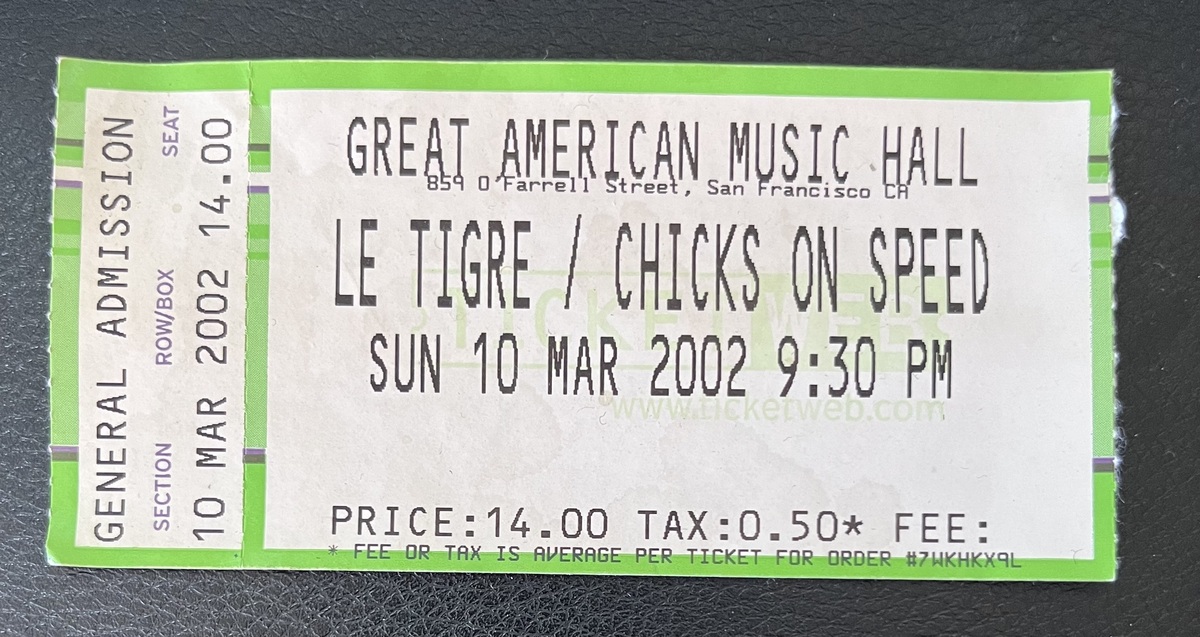 GENERAL ADMISSION
SECTION ROW/BOX SEAT
10 MAR 2002 14.00
GREAT AMERICAN MUSIC HALL
859 O'Farrell Street, San Francisco CA
LE TIGRE / CHICKS ON SPEED
TICKETWEB
SUN 10 MAR 2002 9:30 PM
www.ticketweb.com
PRICE:14.00 TAX:0.50* FEE:
* FEE OR TAX IS AVERAGE PER TICKET FOR ORDER #7WKHKX9L